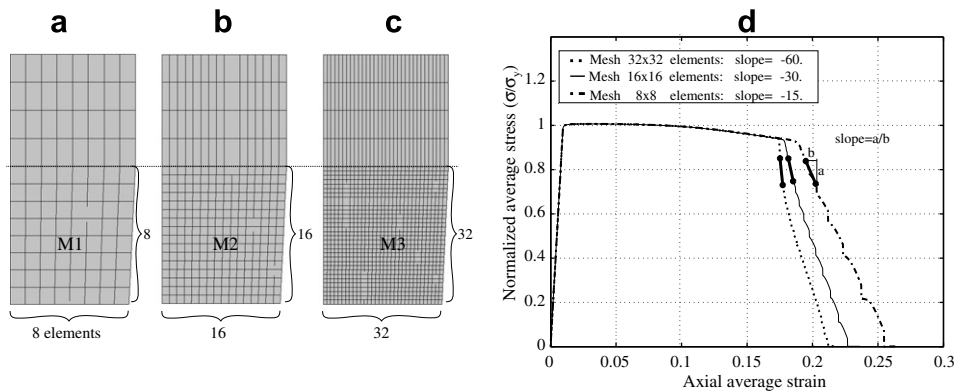 a b c d
M1 M2 M3
8 16 32
8 elements 16 32
Normalized average stress (σ/σy)
1.2
1
0.8
0.6
0.4
0.2
0
Mesh 32x32 elements: slope= -60.
Mesh 16x16 elements: slope= -30.
Mesh 8x8 elements: slope= -15.
slope=a/b
b
a
0 0.05 0.1 0.15 0.2 0.25 0.3
Axial average strain